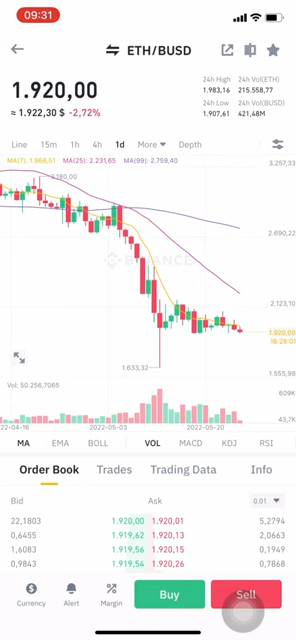 09:31
ETH/BUSD
1.920,00
≈ 1.922,30 $ -2,72%
24h High 24h Vol(ETH)
1.983,16 215.558,77
24h Low 24h Vol(BUSD)
1.907,61 421,48M
Line 15m 1h 4h 1d More Depth
MA(7): 1.968,51 MA(25): 2.231,65 MA(99): 2.759,40
3.257,33
2.690,22
BINANCE
2.123,10
1.920,00
16:28:01
1.633,32
1.555,98
Vol: 50.256,7065
609K
43,7K
2022-05-03 2022-05-20
MA EMA BOLL VOL MACD KDJ RSI
Order Book Trades Trading Data Info
Bid Ask 0.01
22,1803 1.920,00 1.920,01 5,2794
0,6455 1.919,62 1.920,13 2,0663
1,6083 1.919,56 1.920,15 0,1949
0,9843 1.919,54 1.920,26 0,7868
Currency Alert Margin Buy Sell